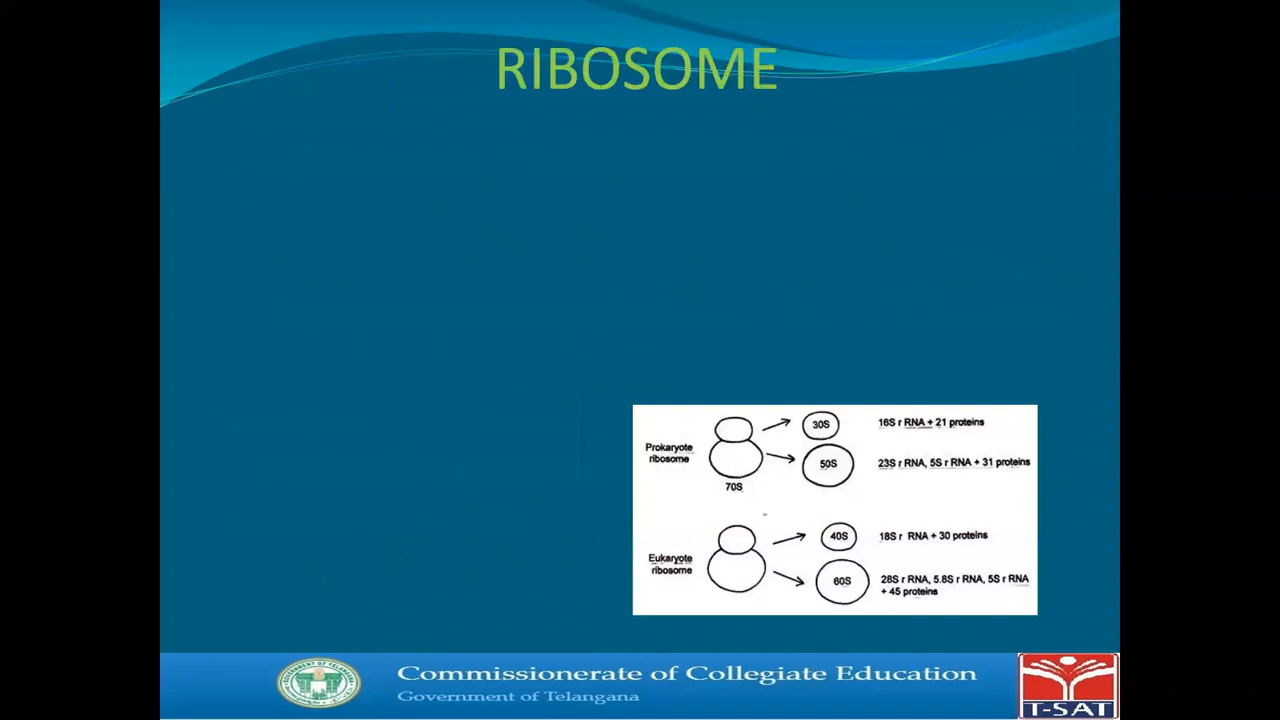 RIBOSOME
30S
16S r RNA + 21 proteins
Prokaryote
ribosome
50S
23S r RNA, 5S r RNA + 31 proteins
70S
40S
18S r RNA + 30 proteins
Eukaryote
ribosome
60S
28S r RNA, 5.8S r RNA, 5S r RNA
+ 45 proteins
Commissionerate of Collegiate Education
Government of Telangana
T-SAT